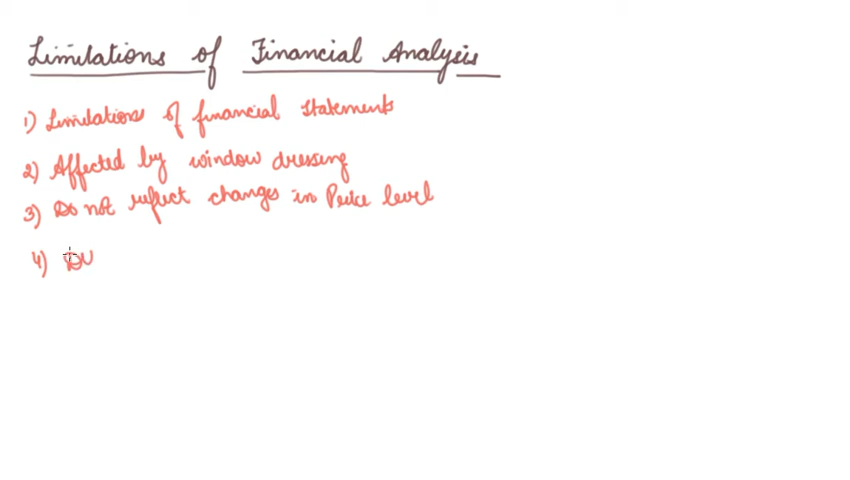 Limitations of Financial Analysis
1) Limitations of financial statements
2) Affected by window dressing
3) Do not reflect changes in Price level
4) Du